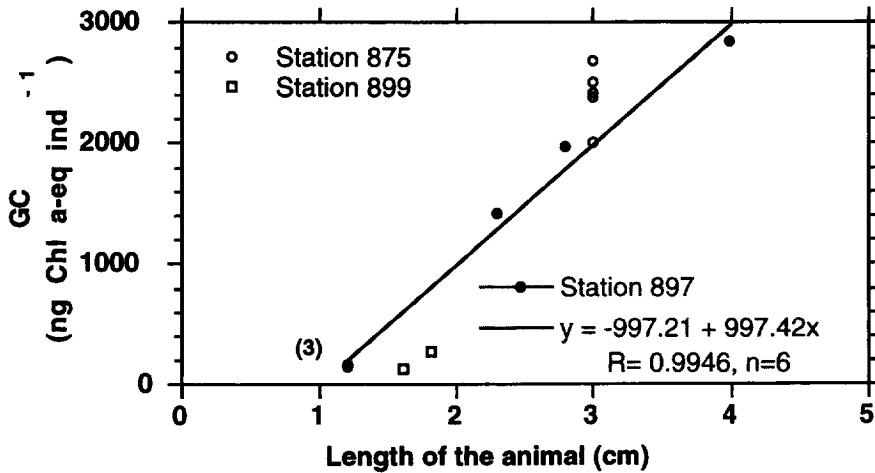 3000
2000
1000
0
GC
(ng Chl a-eq ind -1)
Station 875
Station 899
(3)
Station 897
y = -997.21 + 997.42x
R= 0.9946, n=6
0 1 2 3 4 5
Length of the animal (cm)